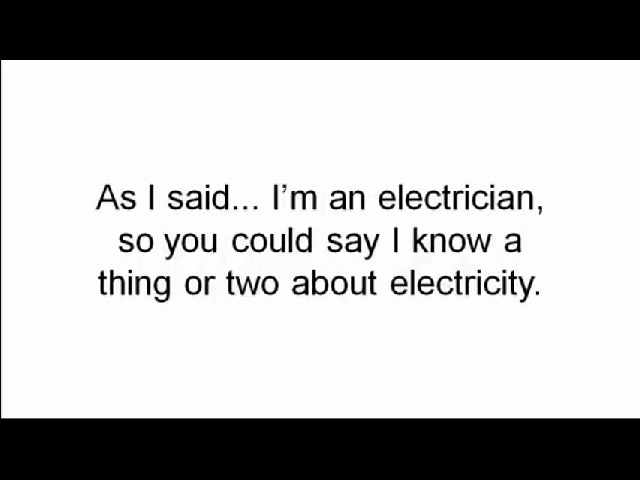 As I said... I’m an electrician,
so you could say I know a
thing or two about electricity.